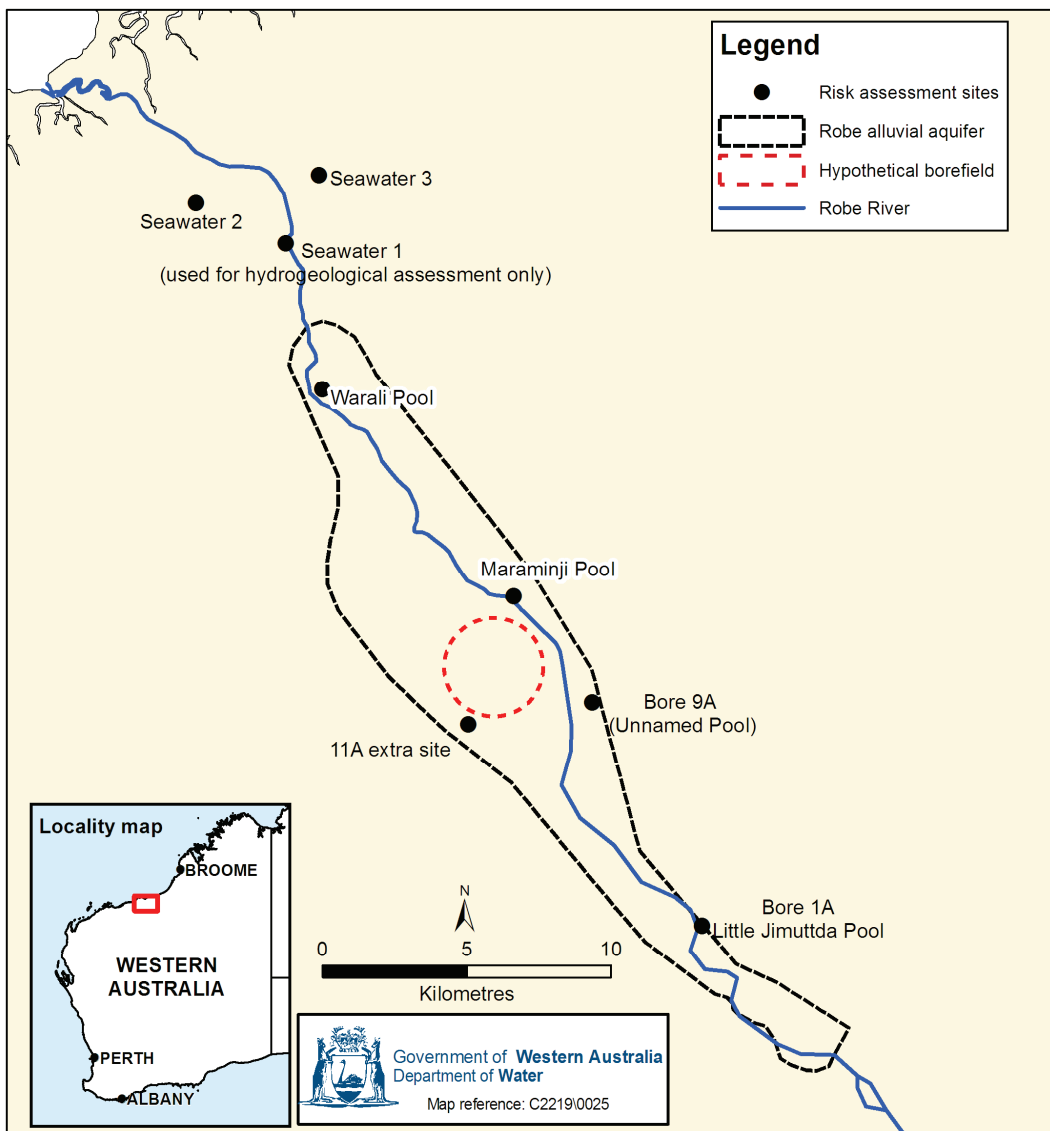 Legend
Risk assessment sites
Robe alluvial aquifer
Hypothetical borefield
Robe River
Seawater 3
Seawater 2
Seawater 1
(used for hydrogeological assessment only)
Warali Pool
Maraminji Pool
Bore 9A
(Unnamed Pool)
11A extra site
Bore 1A
Little Jimuttda Pool
Locality map
BROOME
WESTERN
AUSTRALIA
PERTH
ALBANY
N
0 5 10
Kilometres
Government of Western Australia
Department of Water
Map reference: C2219\0025